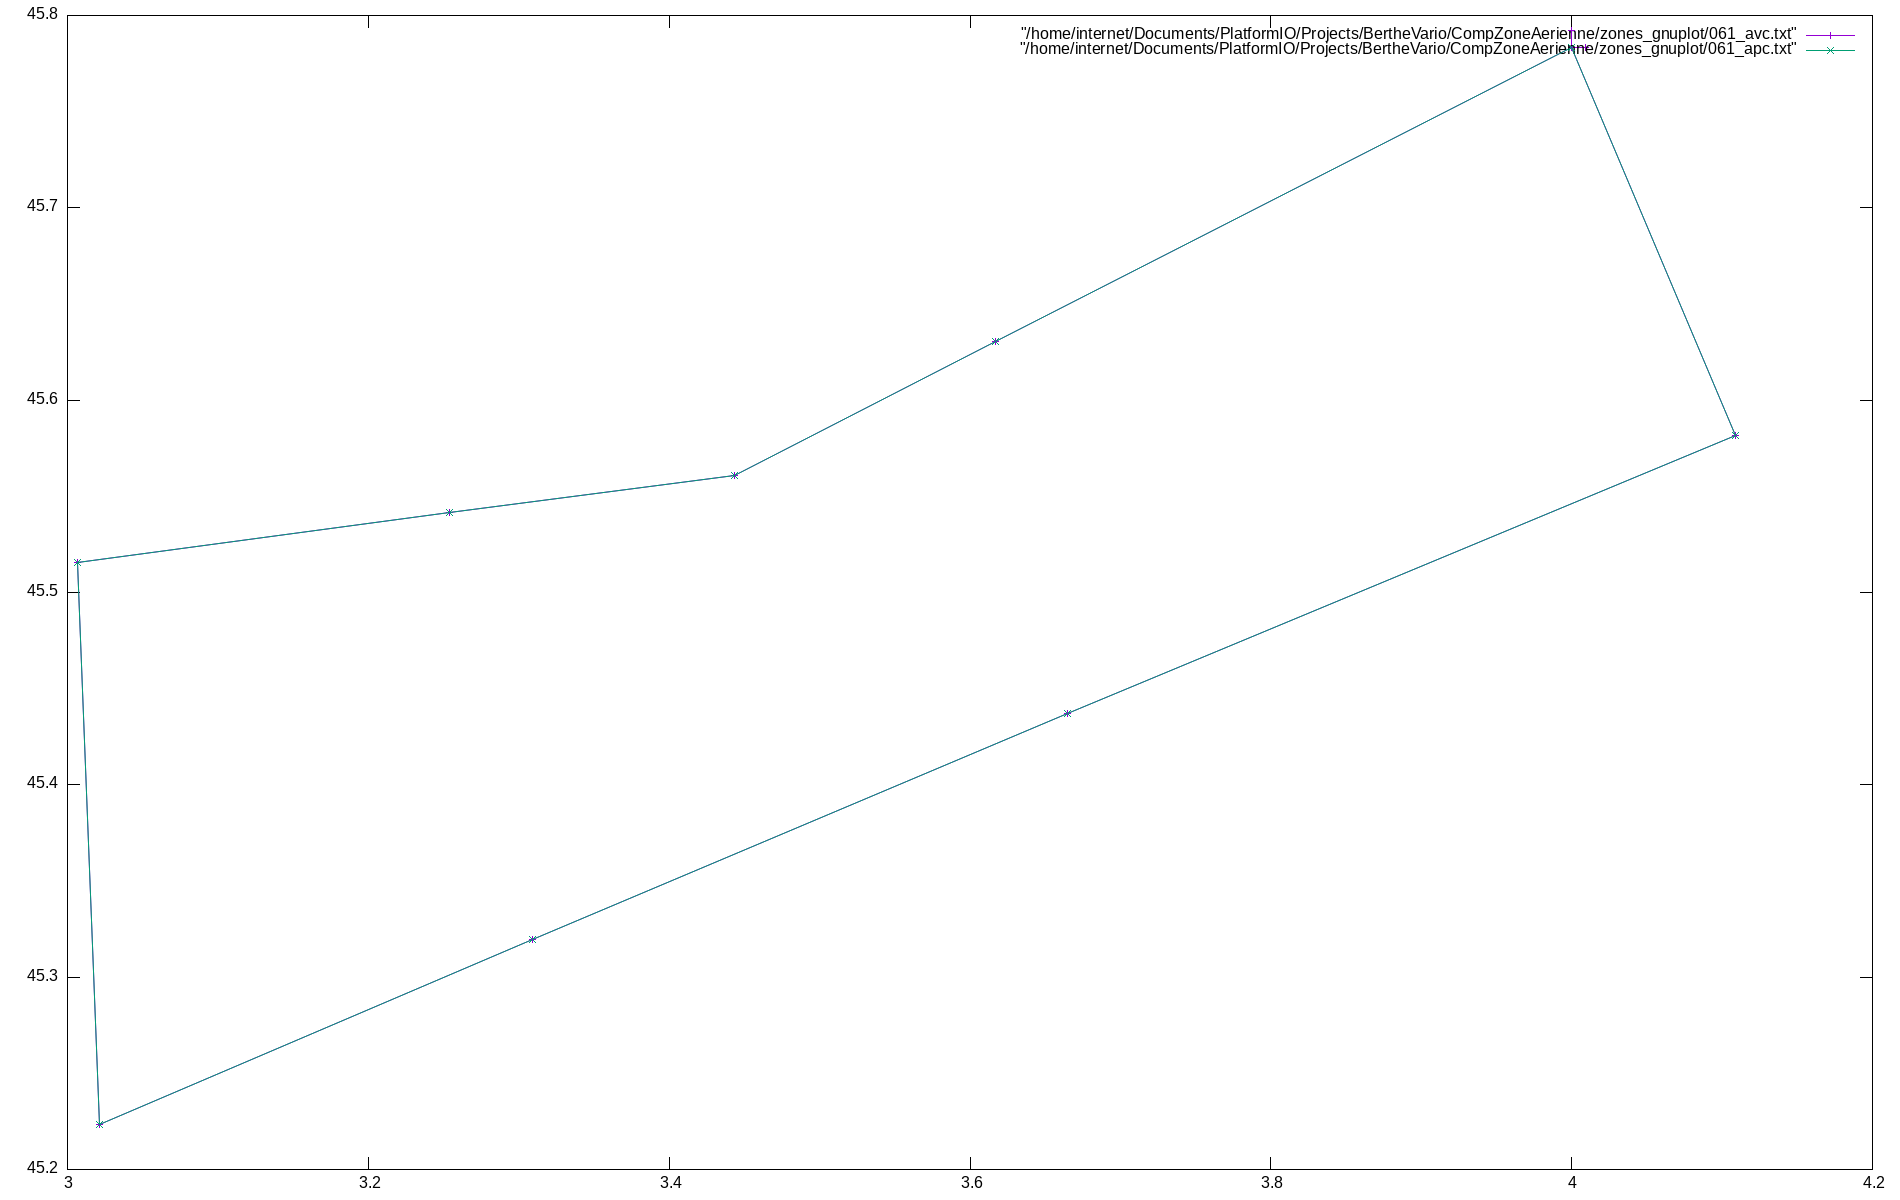 45.8
"/home/internet/Documents/PlatformIO/Projects/BertheVario/CompZoneAerienne/zones_gnuplot/061_avc.txt"
"/home/internet/Documents/PlatformIO/Projects/BertheVario/CompZoneAerienne/zones_gnuplot/061_apc.txt"
45.7
45.6
45.5
45.4
45.3
45.2
3 3.2 3.4 3.6 3.8 4 4.2